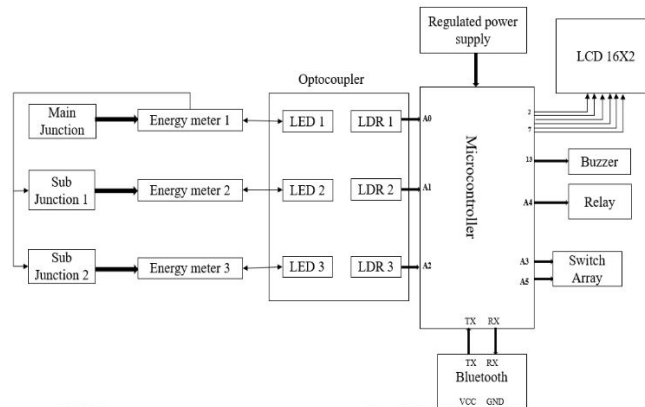 Regulated power
supply
LCD 16X2
Optocoupler
Main
Junction
Energy meter 1
LED 1
LDR 1
A0
Microcontroller
2
7
13
Buzzer
Sub
Junction 1
Energy meter 2
LED 2
LDR 2
A1
A4
Relay
Sub
Junction 2
Energy meter 3
LED 3
LDR 3
A2
A3
A5
Switch
Array
TX RX
TX RX
Bluetooth
VCC GND